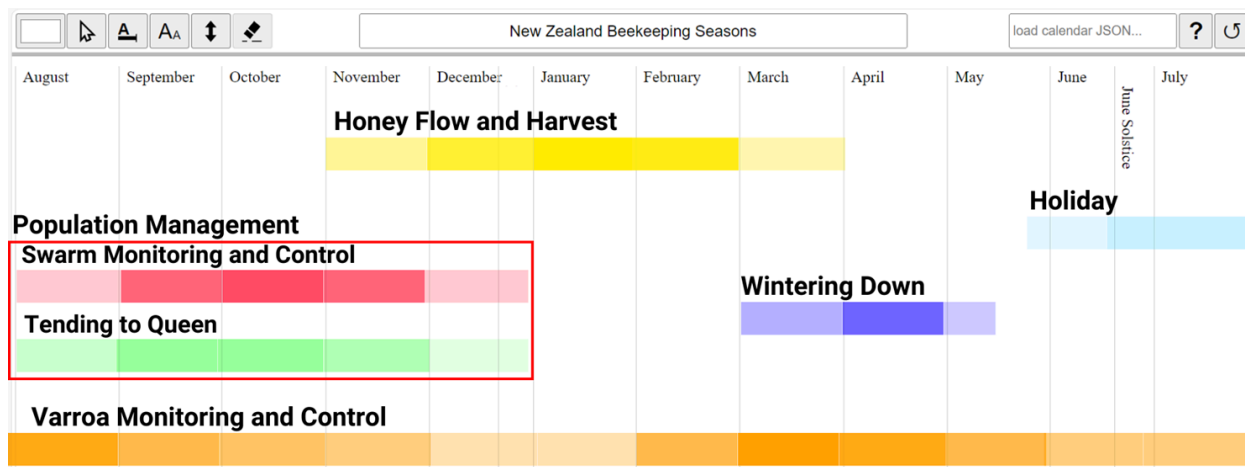 A AA New Zealand Beekeeping Seasons load calendar JSON... ?
August September October November December January February March April May June July
June Solstice
Honey Flow and Harvest
Holiday
Population Management
Swarm Monitoring and Control
Wintering Down
Tending to Queen
Varroa Monitoring and Control